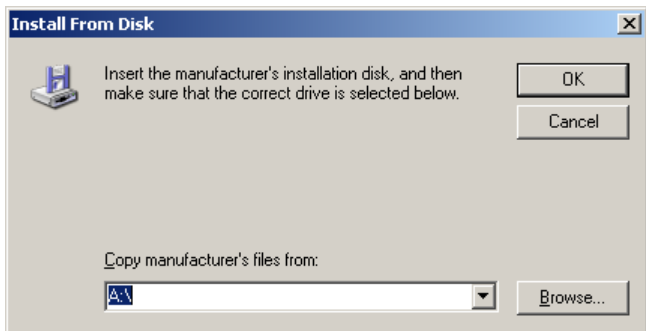 Install From Disk
Insert the manufacturer's installation disk, and then
make sure that the correct drive is selected below.
OK
Cancel
Copy manufacturer's files from:
A:\
Browse...